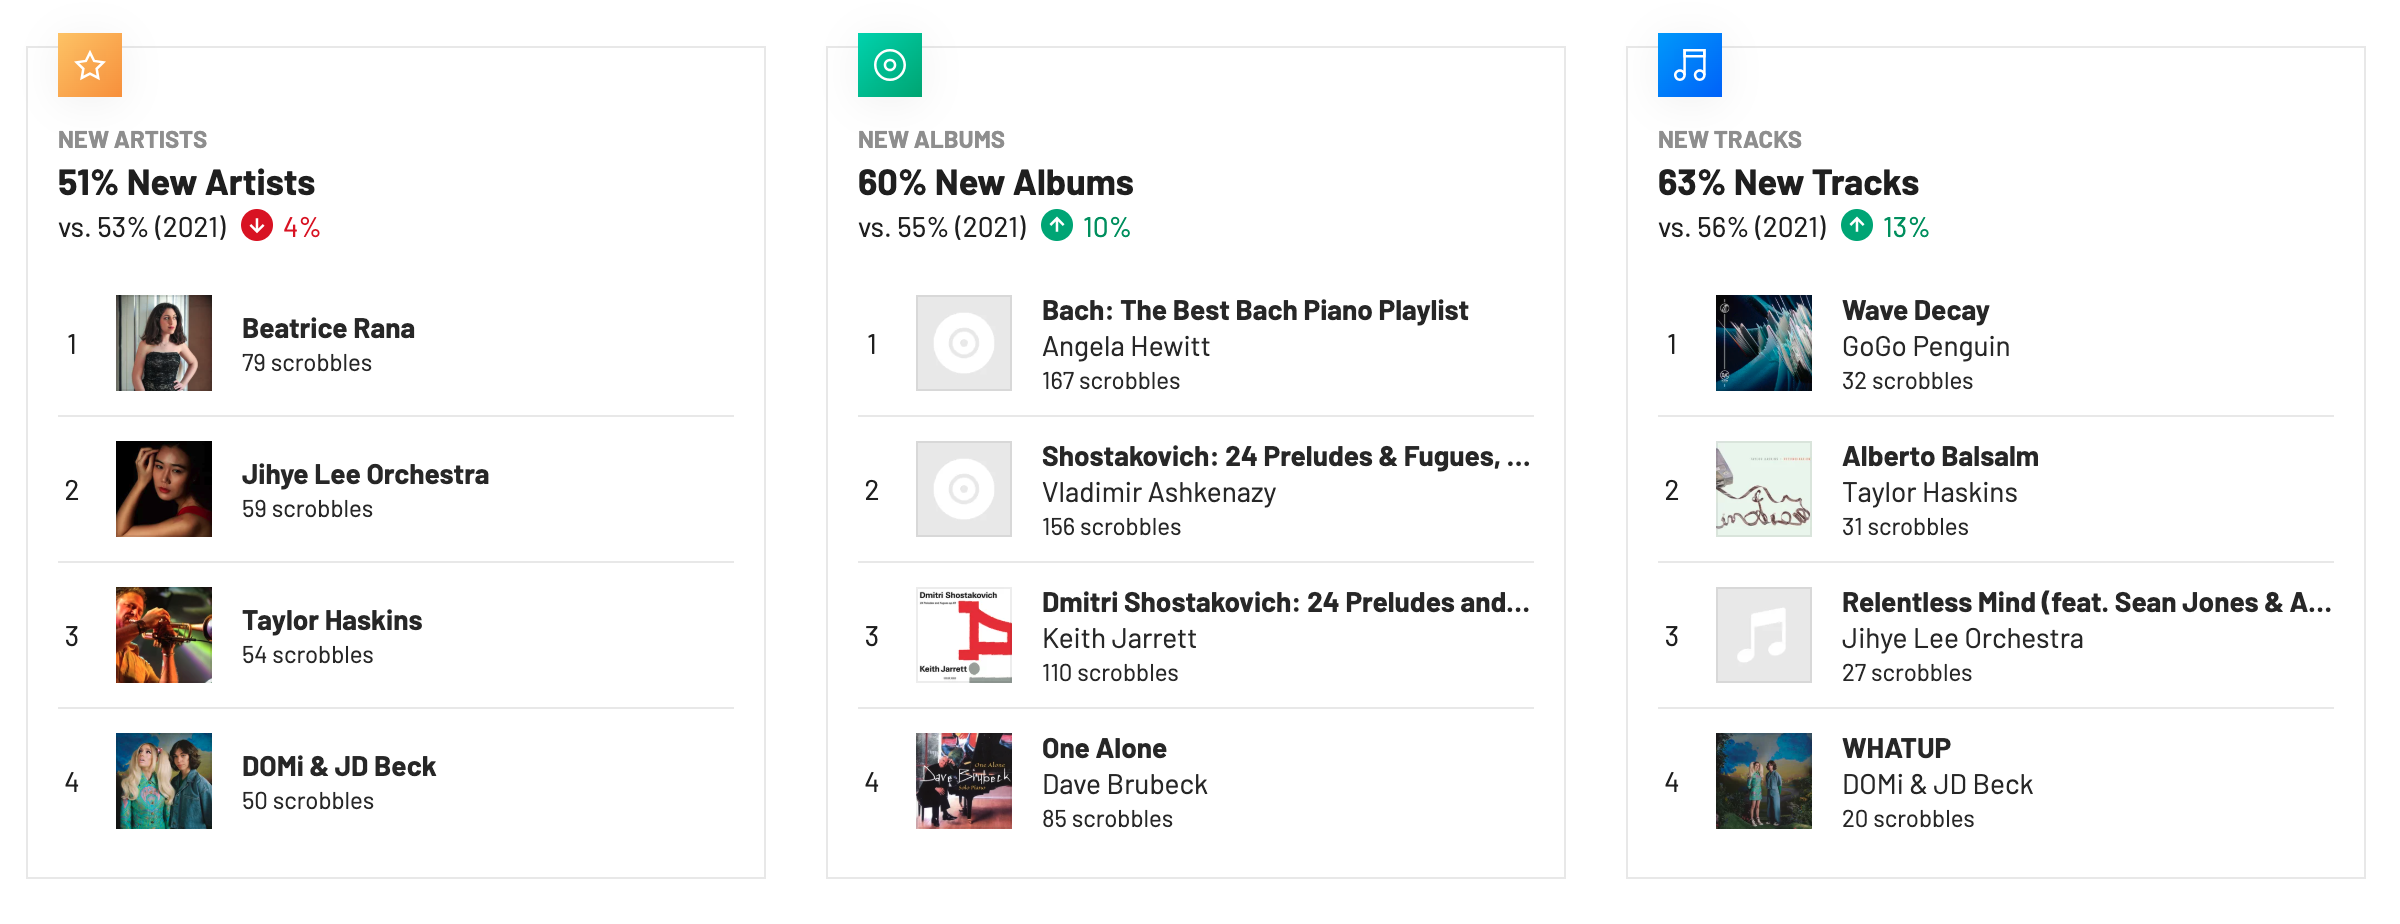 NEW ARTISTS
51% New Artists
vs. 53% (2021) 4%
1
Beatrice Rana
79 scrobbles
2
Jihye Lee Orchestra
59 scrobbles
3
Taylor Haskins
54 scrobbles
4
DOMi & JD Beck
50 scrobbles
NEW ALBUMS
60% New Albums
vs. 55% (2021) 10%
1
Bach: The Best Bach Piano Playlist
Angela Hewitt
167 scrobbles
2
Shostakovich: 24 Preludes & Fugues, ...
Vladimir Ashkenazy
156 scrobbles
3
Dmitri Shostakovich
Keith Jarrett
Dmitri Shostakovich: 24 Preludes and...
Keith Jarrett
110 scrobbles
4
One Alone
Dave Brubeck
Solo Piano
One Alone
Dave Brubeck
85 scrobbles
NEW TRACKS
63% New Tracks
vs. 56% (2021) 13%
1
Wave Decay
GoGo Penguin
32 scrobbles
2
Alberto Balsalm
Taylor Haskins
31 scrobbles
3
Relentless Mind (feat. Sean Jones & A...
Jihye Lee Orchestra
27 scrobbles
4
WHATUP
DOMi & JD Beck
20 scrobbles